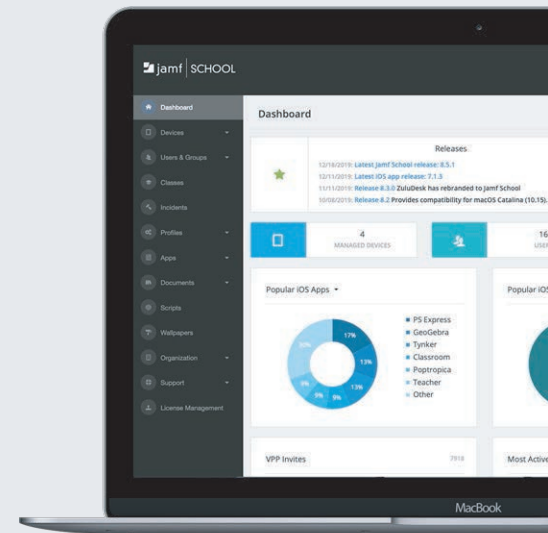 jamf SCHOOL
Dashboard
Devices
Users & Groups
Classes
Incidents
Profiles
Apps
Documents
Scripts
Wallpapers
Organization
Support
License Management
Dashboard
Releases
12/16/2019: Latest Jamf School release: 8.5.1
12/11/2019: Latest iOS app release: 7.1.3
11/11/2019: Release 8.3.0 ZuluDesk has rebranded to Jamf School
10/08/2019: Release 8.2 Provides compatibility for macOS Catalina (10.15).
4
MANAGED DEVICES
16
USER
Popular iOS Apps
17%
13%
13%
9%
9%
9%
30%
PS Express
GeoGebra
Tynker
Classroom
Poptropica
Teacher
Other
Popular iOS
VPP Invites
7918
Most Active
MacBook